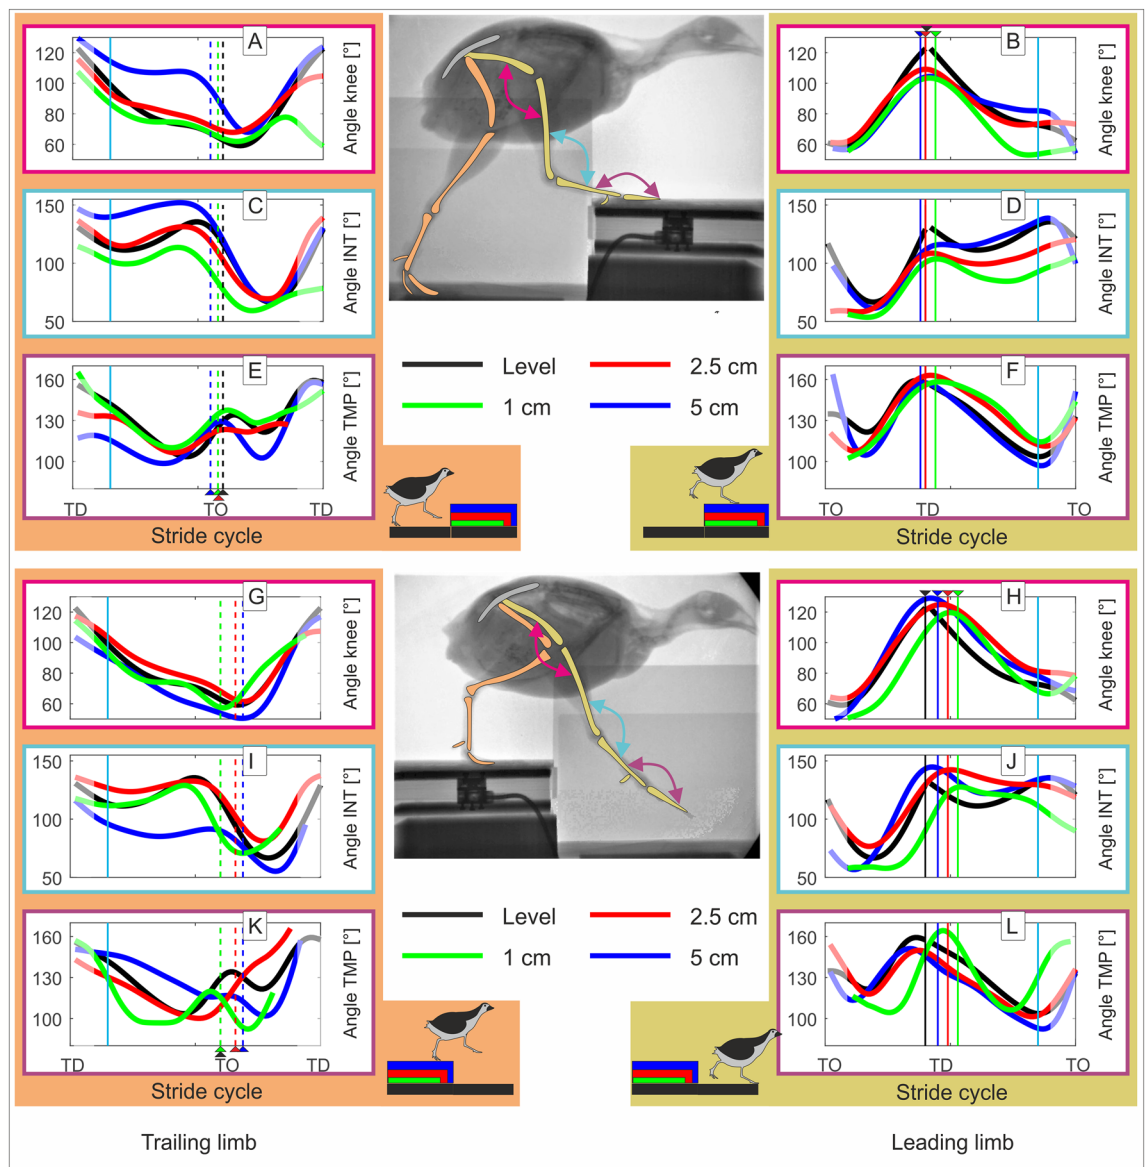 A
120
100
80
60
Angle knee [°]
B
120
100
80
60
Angle knee [°]
C
150
100
50
Angle INT [°]
D
150
100
50
Angle INT [°]
E
160
130
100
Angle TMP [°]
TD
TO
TD
Stride cycle
Level
2.5 cm
1 cm
5 cm
F
160
130
100
Angle TMP [°]
TO
TD
TO
Stride cycle
G
120
100
80
60
Angle knee [°]
H
120
100
80
60
Angle knee [°]
I
150
100
50
Angle INT [°]
J
150
100
50
Angle INT [°]
K
160
130
100
Angle TMP [°]
TD
TO
TD
Stride cycle
Level
2.5 cm
1 cm
5 cm
L
160
130
100
Angle TMP [°]
TO
TD
TO
Stride cycle
Trailing limb
Leading limb